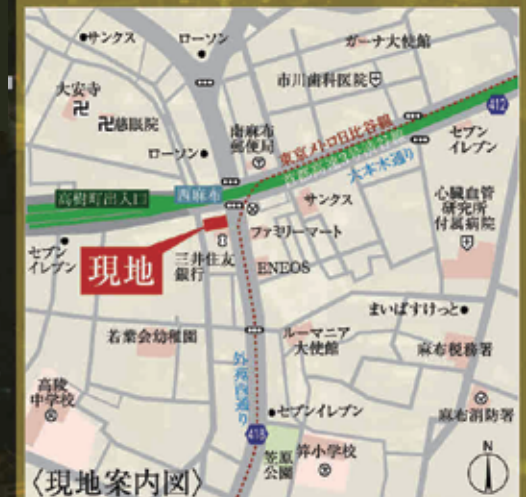 サンクス
ローソン
ガーナ大使館
大安寺
卍
卍慈眼院
市川歯科医院
412
南麻布
郵便局
東京メトロ日比谷線
六本木通り
セブン
イレブン
ローソン
高樹町出入口
西麻布
サンクス
心臓血管
研究所
付属病院
セブン
イレブン
現地
三井住友
銀行
ファミリーマート
ENEOS
まいばすけっと
若葉会幼稚園
ルーマニア
大使館
麻布税務署
外苑西通り
高陵
中学校
セブンイレブン
麻布消防署
418
笠原
公園
笄小学校
N
〈現地案内図〉